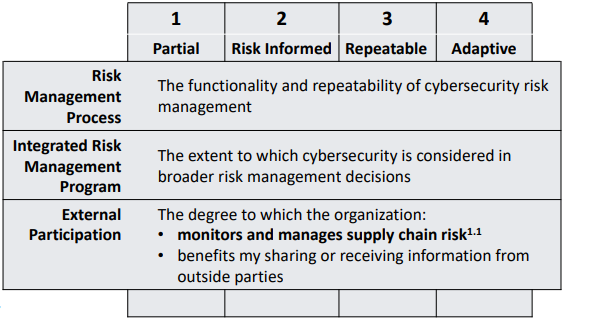 1 2 3 4
Partial Risk Informed Repeatable Adaptive
Risk
Management
Process
The functionality and repeatability of cybersecurity risk
management
Integrated Risk
Management
Program
The extent to which cybersecurity is considered in
broader risk management decisions
External
Participation
The degree to which the organization:
• monitors and manages supply chain risk1.1
• benefits my sharing or receiving information from
outside parties